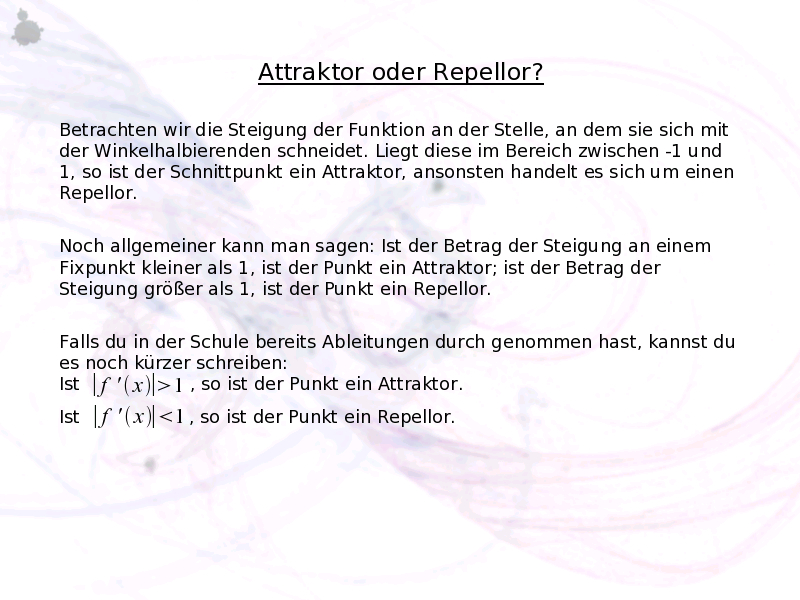 Attraktor oder Repellor?
Betrachten wir die Steigung der Funktion an der Stelle, an dem sie sich mit
der Winkelhalbierenden schneidet. Liegt diese im Bereich zwischen -1 und
1, so ist der Schnittpunkt ein Attraktor, ansonsten handelt es sich um einen
Repellor.
Noch allgemeiner kann man sagen: Ist der Betrag der Steigung an einem
Fixpunkt kleiner als 1, ist der Punkt ein Attraktor; ist der Betrag der
Steigung größer als 1, ist der Punkt ein Repellor.
Falls du in der Schule bereits Ableitungen durch genommen hast, kannst du
es noch kürzer schreiben:
Ist |f '(x)|>1 , so ist der Punkt ein Attraktor.
Ist |f '(x)|<1 , so ist der Punkt ein Repellor.